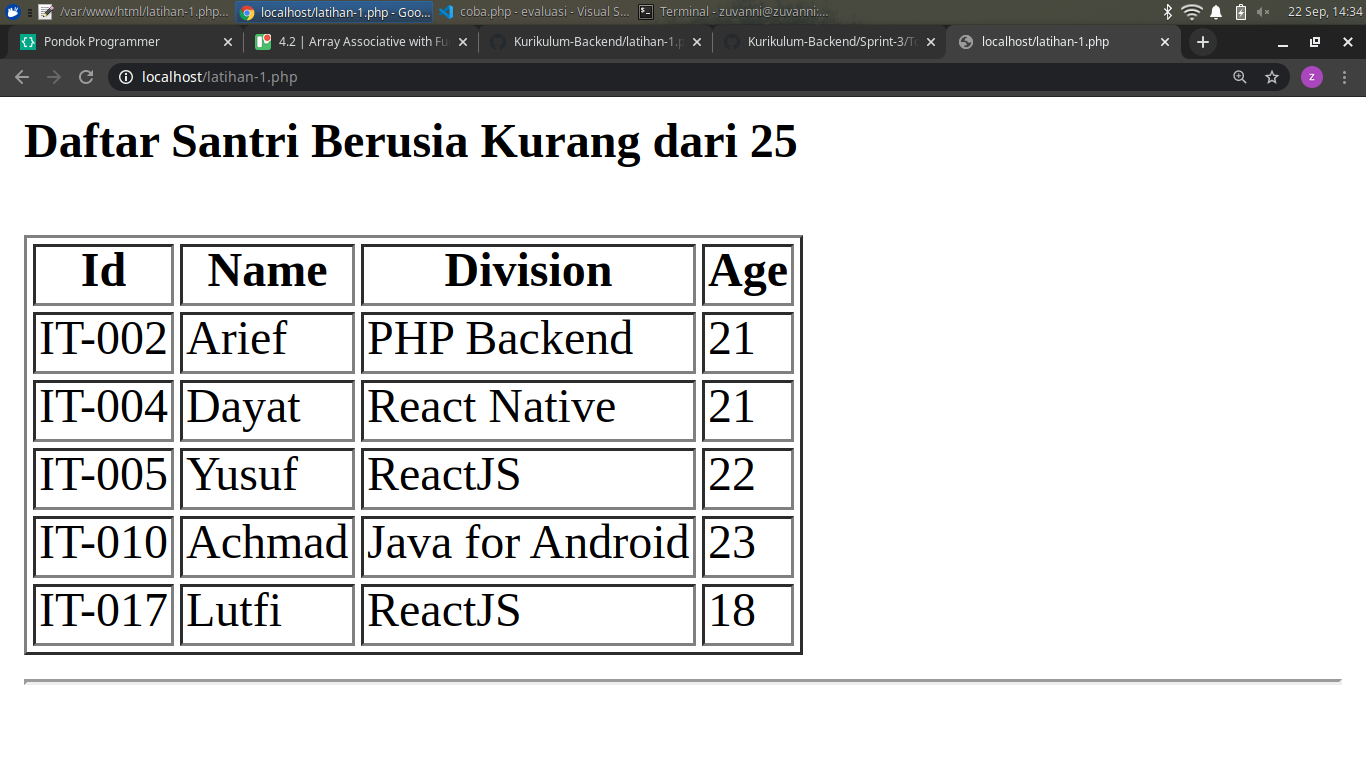 /var/www/html/latihan-1.php... localhost/latihan-1.php - Goo... coba.php - evaluasi - Visual S... Terminal - zuvanni@zuvanni:... 22 Sep, 14:34
Pondok Programmer 4.2 | Array Associative with Fu Kurikulum-Backend/latihan-1.p Kurikulum-Backend/Sprint-3/To localhost/latihan-1.php
localhost/latihan-1.php z
Daftar Santri Berusia Kurang dari 25
Id Name Division Age
IT-002 Arief PHP Backend 21
IT-004 Dayat React Native 21
IT-005 Yusuf ReactJS 22
IT-010 Achmad Java for Android 23
IT-017 Lutfi ReactJS 18